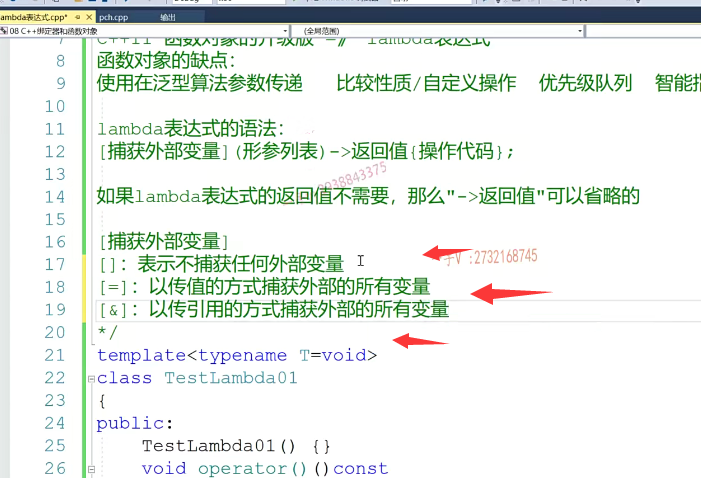 ambda表达式.cpp* pch.cpp 输出
08 C++绑定器和函数对象 (全局范围)
7 C++11 函数对象的升级版 =》 lambda表达式
8 函数对象的缺点：
9 使用在泛型算法参数传递 比较性质/自定义操作 优先级队列 智能指
10
11 lambda表达式的语法：
12 [捕获外部变量](形参列表)->返回值{操作代码};
13
14 如果lambda表达式的返回值不需要，那么"->返回值"可以省略的
15
16 [捕获外部变量]
17 []：表示不捕获任何外部变量
18 [=]：以传值的方式捕获外部的所有变量
19 [&]：以传引用的方式捕获外部的所有变量
20 */
21 template<typename T=void>
22 class TestLambda01
23 {
24 public:
25 TestLambda01() {}
26 void operator()()const
9938843375
V :2732168745